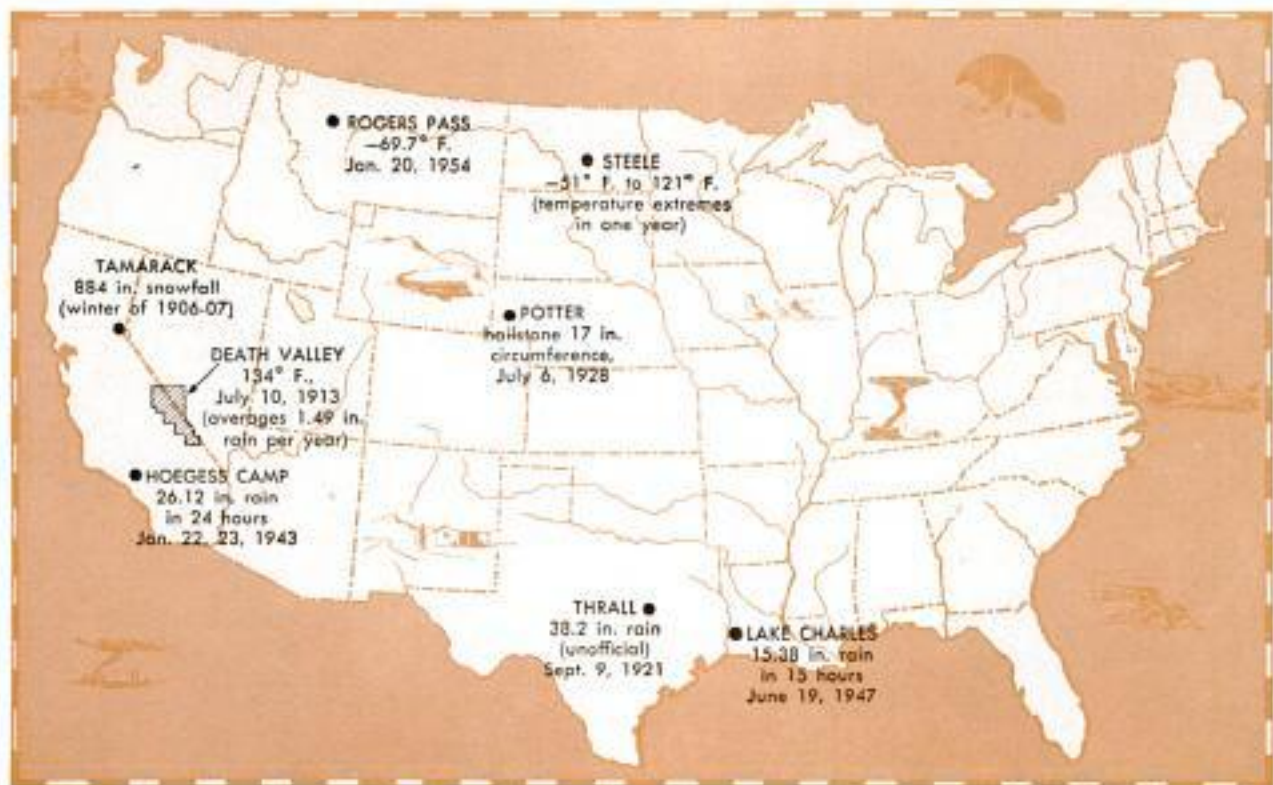 ROGERS PASS
—69.7° F.
Jan. 20, 1954
STEELE
—51° F. to 121° F.
(temperature extremes
in one year)
TAMARACK
884 in. snowfall
(winter of 1906-07)
POTTER
hailstone 17 in.
circumference,
July 6, 1928
DEATH VALLEY
134° F.,
July 10, 1913
(averages 1.49 in.
rain per year)
HOEGESS CAMP
26.12 in. rain
in 24 hours
Jan. 22, 23, 1943
THRALL
38.2 in. rain
(unofficial)
Sept. 9, 1921
LAKE CHARLES
15.38 in. rain
in 15 hours
June 19, 1947